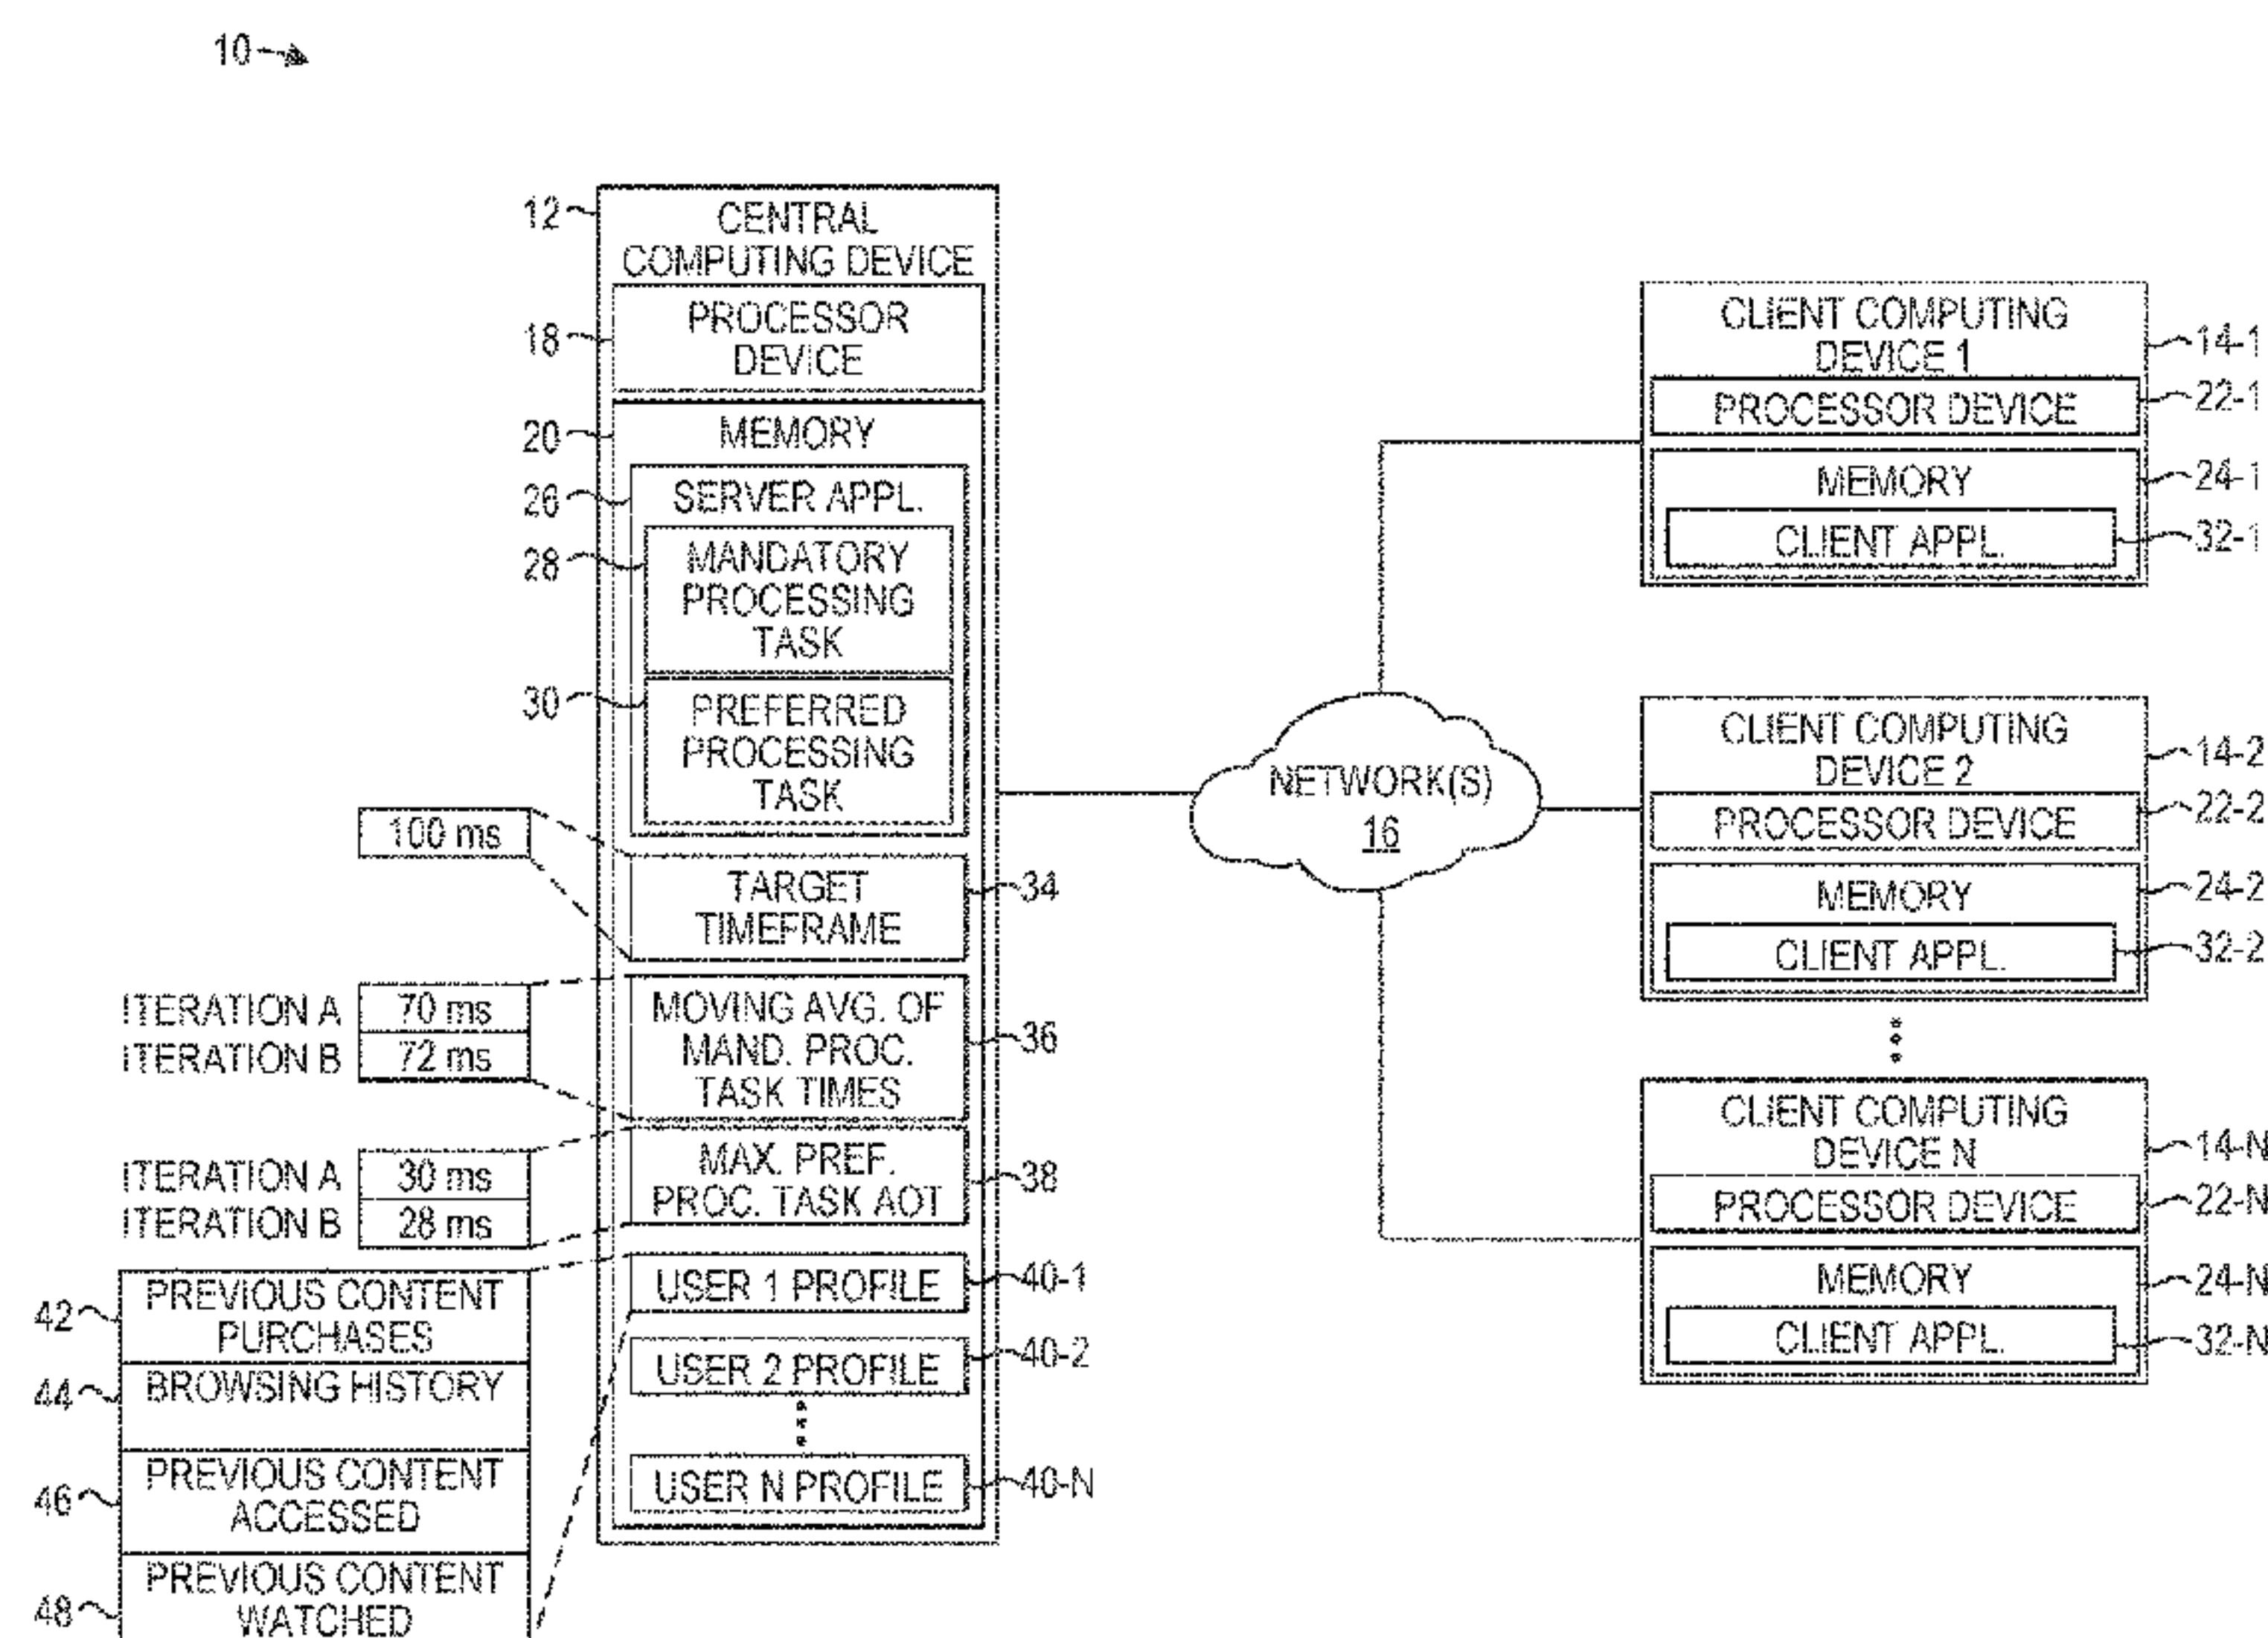 10
12
CENTRAL
COMPUTING DEVICE
18
PROCESSOR
DEVICE
20
MEMORY
26
SERVER APPL.
28
MANDATORY
PROCESSING
TASK
30
PREFERRED
PROCESSING
TASK
100 ms
TARGET
TIMEFRAME
34
ITERATION A
70 ms
ITERATION B
72 ms
MOVING AVG. OF
MAND. PROC.
TASK TIMES
36
ITERATION A
30 ms
ITERATION B
28 ms
MAX. PREF.
PROC. TASK AOT
38
USER 1 PROFILE
40-1
USER 2 PROFILE
40-2
USER N PROFILE
40-N
42
PREVIOUS CONTENT
PURCHASES
44
BROWSING HISTORY
46
PREVIOUS CONTENT
ACCESSED
48
PREVIOUS CONTENT
WATCHED
NETWORK(S)
16
CLIENT COMPUTING
DEVICE 1
14-1
PROCESSOR DEVICE
22-1
MEMORY
24-1
CLIENT APPL.
32-1
CLIENT COMPUTING
DEVICE 2
14-2
PROCESSOR DEVICE
22-2
MEMORY
24-2
CLIENT APPL.
32-2
CLIENT COMPUTING
DEVICE N
14-N
PROCESSOR DEVICE
22-N
MEMORY
24-N
CLIENT APPL.
32-N